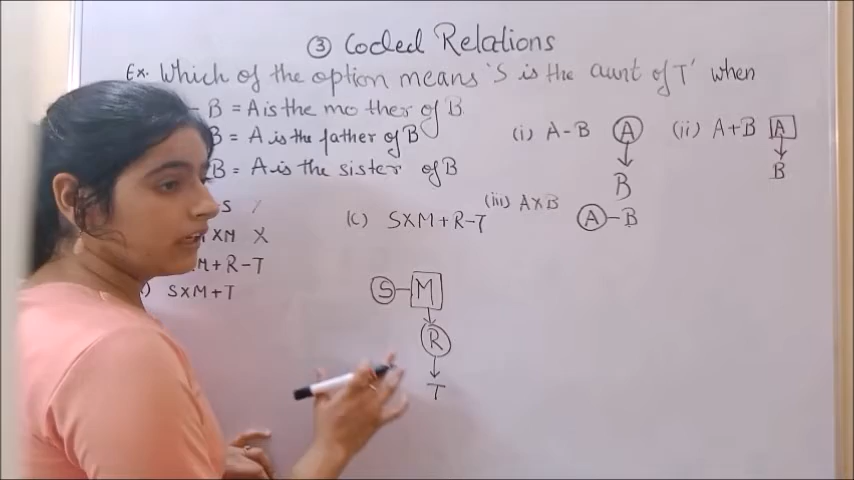 ③ Coded Relations
Ex. Which of the option means 'S is the aunt of T' when
- B = A is the mother of B
B = A is the father of B
B = A is the sister of B
(i) A-B
A
B
(ii) A+B
A
B
(iii) A×B
A-B
S
×M X
M+R-T
) S×M+T
(c) S×M+R-T
S-M
R
T